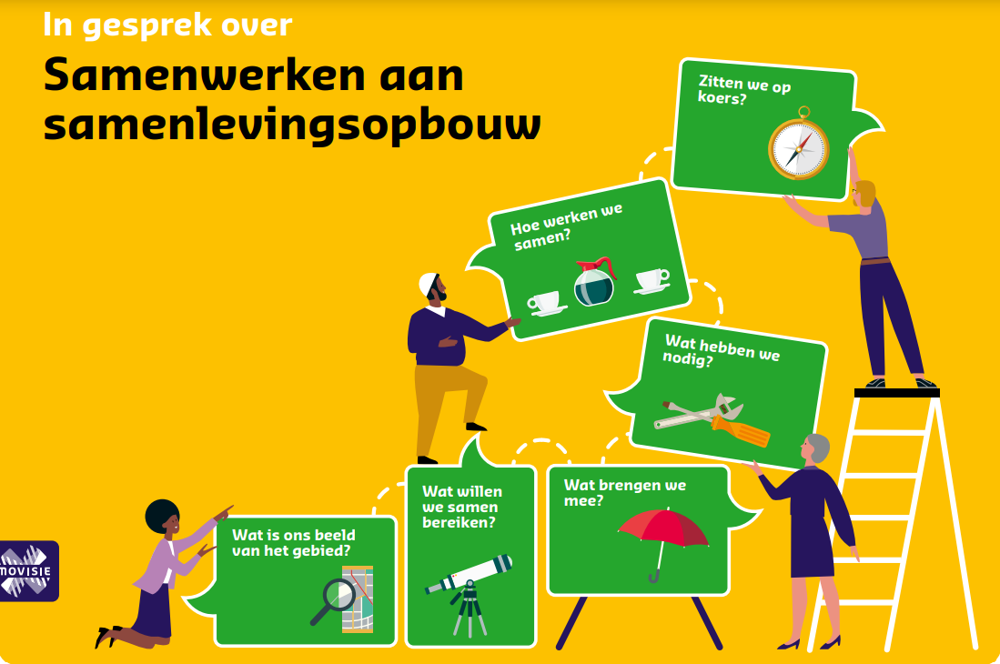 In gesprek over
Samenwerken aan
samenlevingsopbouw
Zitten we op
koers?
Hoe werken we
samen?
Wat hebben we
nodig?
Wat willen
we samen
bereiken?
Wat brengen we
mee?
Wat is ons beeld
van het gebied?
MOVISIE